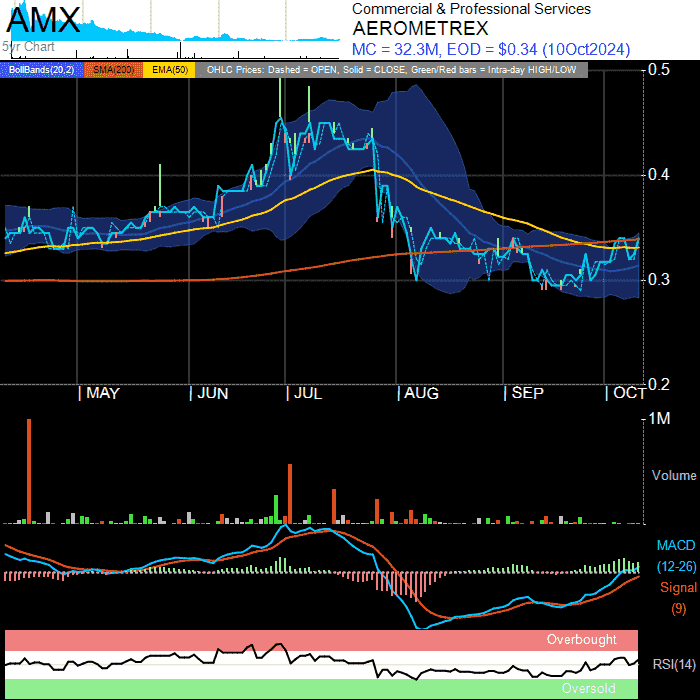 AMX
Commercial & Professional Services
AEROMETREX
5yr Chart
MC = 32.3M, EOD = $0.34 (10Oct2024)
BollBands(20,2) SMA(200) EMA(50) OHLC Prices: Dashed = OPEN, Solid = CLOSE, Green/Red bars = Intra-day HIGH/LOW
0.5
0.4
0.3
0.2
| MAY | JUN | JUL | AUG | SEP | OCT
1M
Volume
MACD
(12-26)
Signal
(9)
Overbought
RSI(14)
Oversold